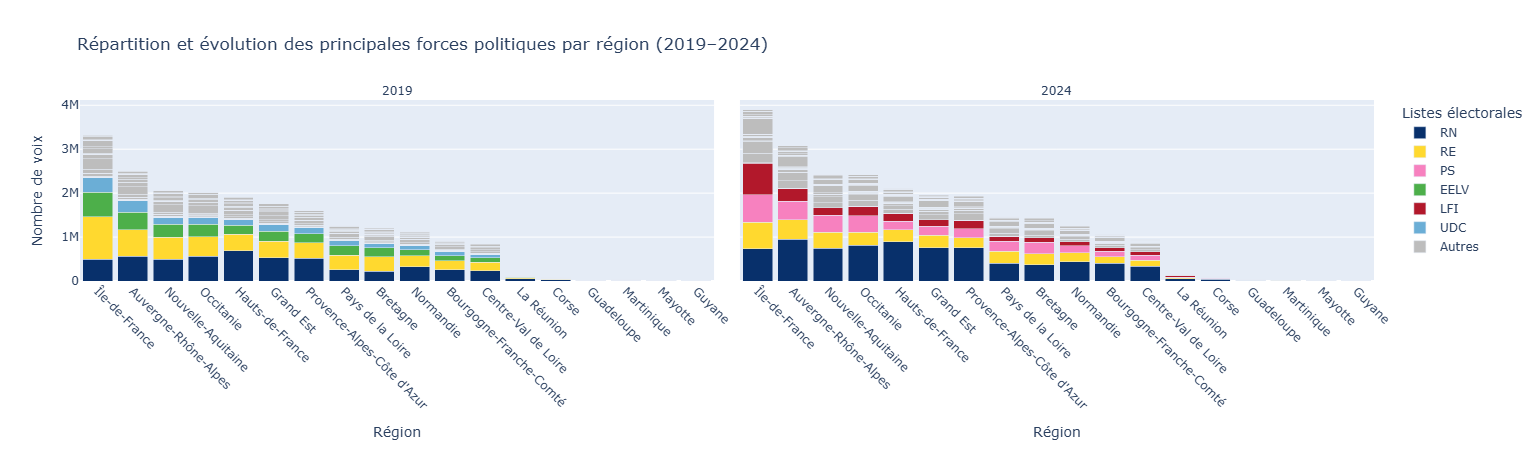 Répartition et évolution des principales forces politiques par région (2019–2024)
2019
2024
Nombre de voix
4M
3M
2M
1M
0
Île-de-France
Auvergne-Rhône-Alpes
Nouvelle-Aquitaine
Occitanie
Hauts-de-France
Grand Est
Provence-Alpes-Côte d'Azur
Pays de la Loire
Bretagne
Normandie
Bourgogne-Franche-Comté
Centre-Val de Loire
La Réunion
Corse
Guadeloupe
Martinique
Mayotte
Guyane
Région
Île-de-France
Auvergne-Rhône-Alpes
Nouvelle-Aquitaine
Occitanie
Hauts-de-France
Grand Est
Provence-Alpes-Côte d'Azur
Pays de la Loire
Bretagne
Normandie
Bourgogne-Franche-Comté
Centre-Val de Loire
La Réunion
Corse
Guadeloupe
Martinique
Mayotte
Guyane
Région
Listes électorales
RN
RE
PS
EELV
LFI
UDC
Autres